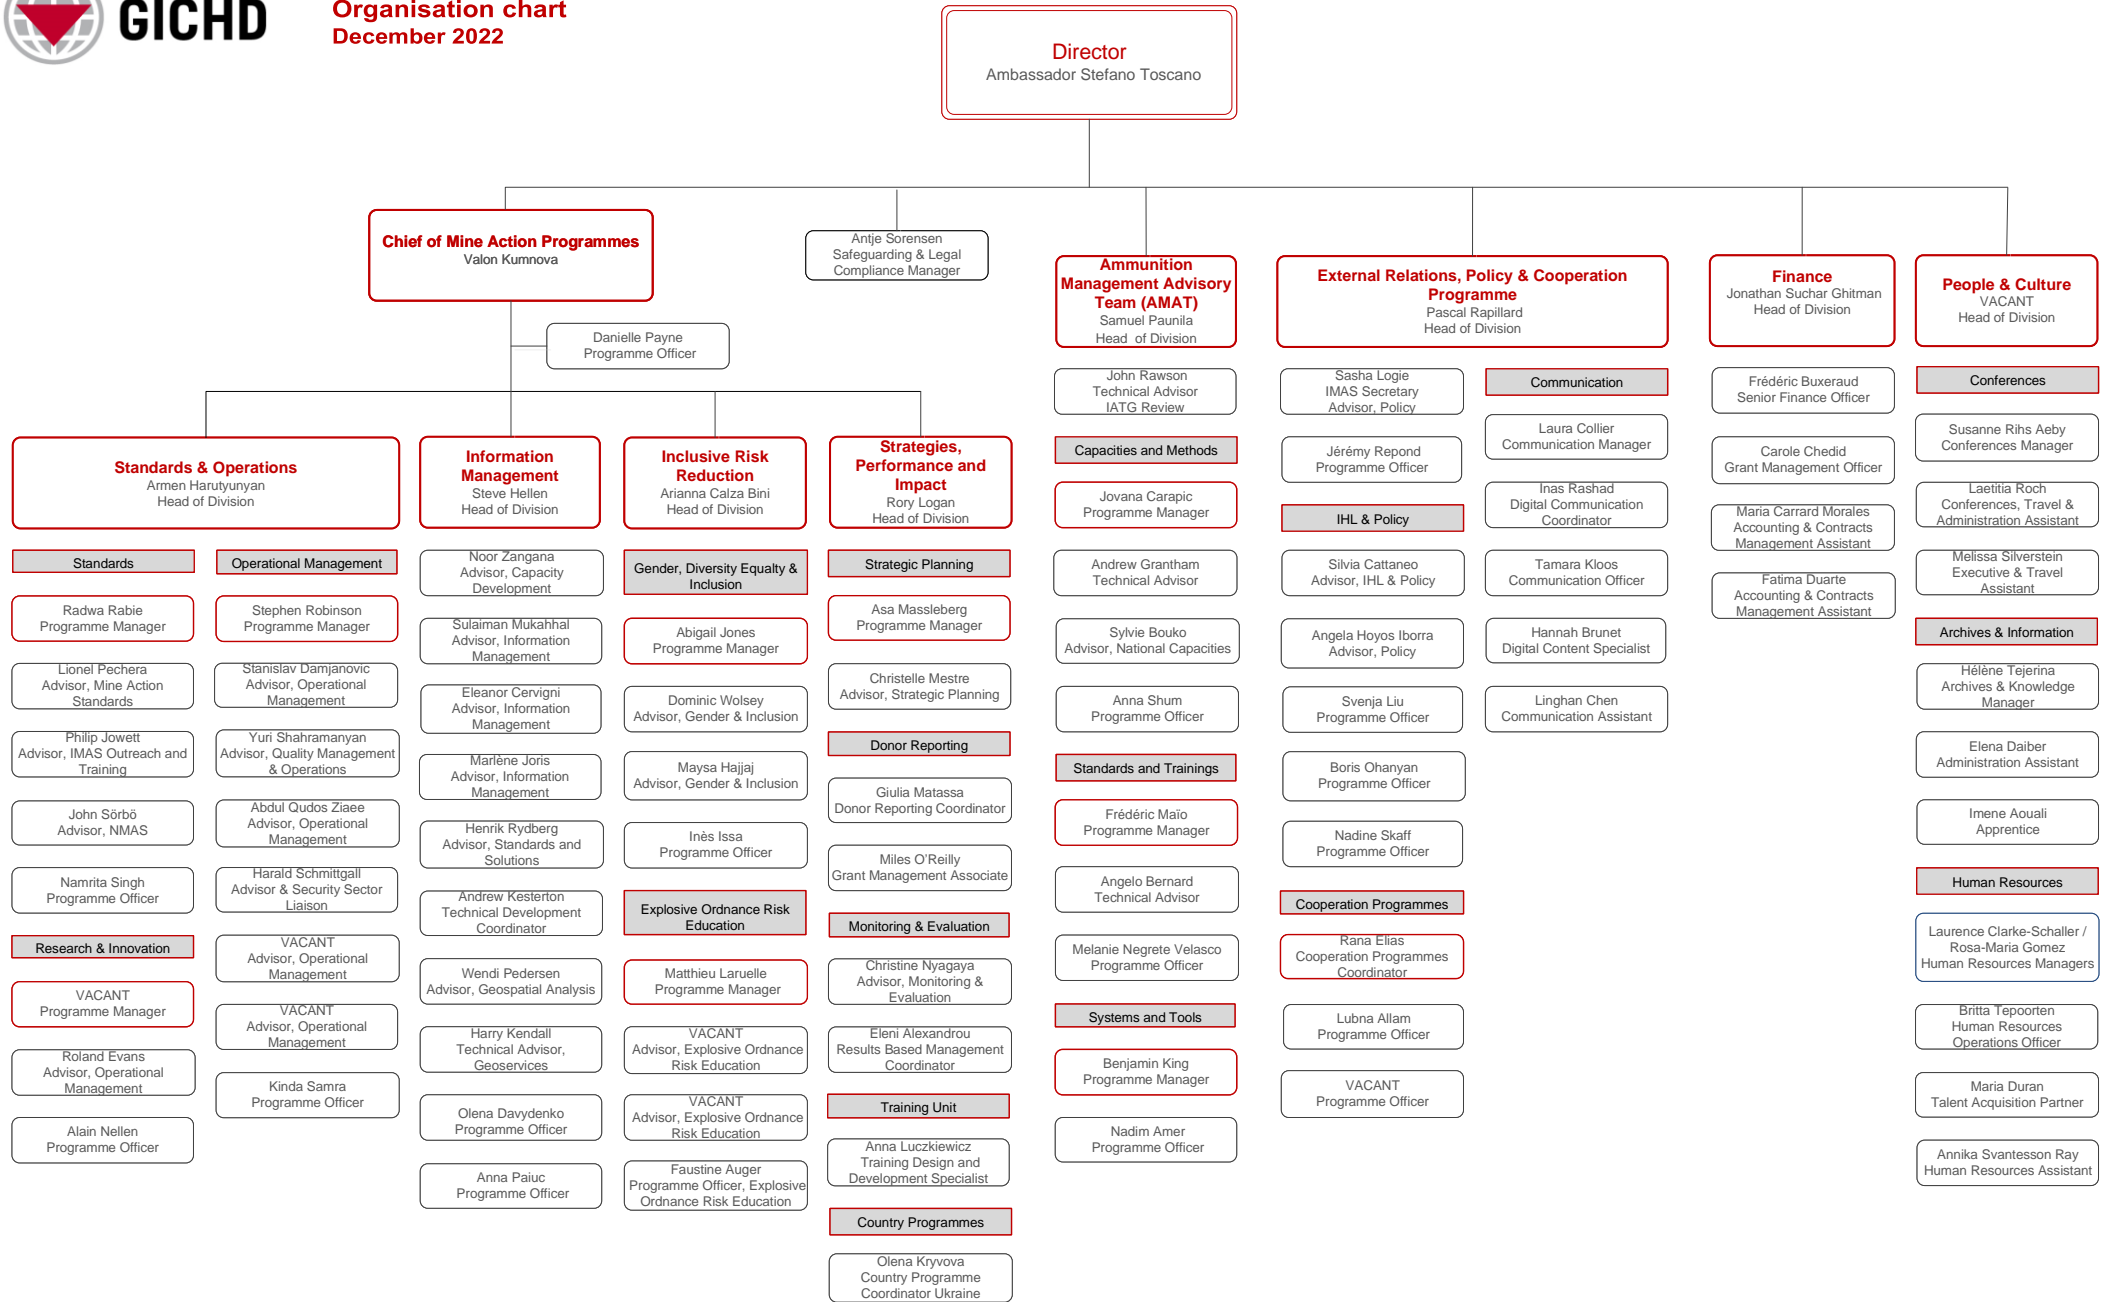 GICHD
Organisation chart
December 2022
Director
Ambassador Stefano Toscano
Chief of Mine Action Programmes
Valon Kumnova
Antje Sorensen
Safeguarding & Legal
Compliance Manager
Danielle Payne
Programme Officer
Standards & Operations
Armen Harutyunyan
Head of Division
Standards
Radwa Rabie
Programme Manager
Lionel Pechera
Advisor, Mine Action
Standards
Philip Jowett
Advisor, IMAS Outreach and
Training
John Sörbö
Advisor, NMAS
Namrita Singh
Programme Officer
Research & Innovation
VACANT
Programme Manager
Roland Evans
Advisor, Operational
Management
Alain Nellen
Programme Officer
Operational Management
Stephen Robinson
Programme Manager
Stanislav Damjanovic
Advisor, Operational
Management
Yuri Shahramanyan
Advisor, Quality Management
& Operations
Abdul Qudos Ziaee
Advisor, Operational
Management
Harald Schmittgall
Advisor & Security Sector
Liaison
VACANT
Advisor, Operational
Management
VACANT
Advisor, Operational
Management
Kinda Samra
Programme Officer
Information
Management
Steve Hellen
Head of Division
Noor Zangana
Advisor, Capacity
Development
Sulaiman Mukahhal
Advisor, Information
Management
Eleanor Cervigni
Advisor, Information
Management
Marlène Joris
Advisor, Information
Management
Henrik Rydberg
Advisor, Standards and
Solutions
Andrew Kesterton
Technical Development
Coordinator
Wendi Pedersen
Advisor, Geospatial Analysis
Harry Kendall
Technical Advisor,
Geoservices
Olena Davydenko
Programme Officer
Anna Paiuc
Programme Officer
Inclusive Risk
Reduction
Arianna Calza Bini
Head of Division
Gender, Diversity Equalty &
Inclusion
Abigail Jones
Programme Manager
Dominic Wolsey
Advisor, Gender & Inclusion
Maysa Hajjaj
Advisor, Gender & Inclusion
Inès Issa
Programme Officer
Explosive Ordnance Risk
Education
Matthieu Laruelle
Programme Manager
VACANT
Advisor, Explosive Ordnance
Risk Education
VACANT
Advisor, Explosive Ordnance
Risk Education
Faustine Auger
Programme Officer, Explosive
Ordnance Risk Education
Strategies,
Performance and
Impact
Rory Logan
Head of Division
Strategic Planning
Asa Massleberg
Programme Manager
Christelle Mestre
Advisor, Strategic Planning
Donor Reporting
Giulia Matassa
Donor Reporting Coordinator
Miles O’Reilly
Grant Management Associate
Monitoring & Evaluation
Christine Nyagaya
Advisor, Monitoring &
Evaluation
Eleni Alexandrou
Results Based Management
Coordinator
Training Unit
Anna Luczkiewicz
Training Design and
Development Specialist
Country Programmes
Olena Kryvova
Country Programme
Coordinator Ukraine
Ammunition
Management Advisory
Team (AMAT)
Samuel Paunila
Head of Division
John Rawson
Technical Advisor
IATG Review
Capacities and Methods
Jovana Carapic
Programme Manager
Andrew Grantham
Technical Advisor
Sylvie Bouko
Advisor, National Capacities
Anna Shum
Programme Officer
Standards and Trainings
Frédéric Maïo
Programme Manager
Angelo Bernard
Technical Advisor
Melanie Negrete Velasco
Programme Officer
Systems and Tools
Benjamin King
Programme Manager
Nadim Amer
Programme Officer
External Relations, Policy & Cooperation
Programme
Pascal Rapillard
Head of Division
Sasha Logie
IMAS Secretary
Advisor, Policy
Jérémy Repond
Programme Officer
IHL & Policy
Silvia Cattaneo
Advisor, IHL & Policy
Angela Hoyos Iborra
Advisor, Policy
Svenja Liu
Programme Officer
Boris Ohanyan
Programme Officer
Nadine Skaff
Programme Officer
Cooperation Programmes
Rana Elias
Cooperation Programmes
Coordinator
Lubna Allam
Programme Officer
VACANT
Programme Officer
Communication
Laura Collier
Communication Manager
Inas Rashad
Digital Communication
Coordinator
Tamara Kloos
Communication Officer
Hannah Brunet
Digital Content Specialist
Linghan Chen
Communication Assistant
Finance
Jonathan Suchar Ghitman
Head of Division
Frédéric Buxeraud
Senior Finance Officer
Carole Chedid
Grant Management Officer
Maria Carrard Morales
Accounting & Contracts
Management Assistant
Fatima Duarte
Accounting & Contracts
Management Assistant
People & Culture
VACANT
Head of Division
Conferences
Susanne Rihs Aeby
Conferences Manager
Laetitia Roch
Conferences, Travel &
Administration Assistant
Melissa Silverstein
Executive & Travel
Assistant
Archives & Information
Hélène Tejerina
Archives & Knowledge
Manager
Elena Daiber
Administration Assistant
Imene Aouali
Apprentice
Human Resources
Laurence Clarke-Schaller /
Rosa-Maria Gomez
Human Resources Managers
Britta Tepoorten
Human Resources
Operations Officer
Maria Duran
Talent Acquisition Partner
Annika Svantesson Ray
Human Resources Assistant